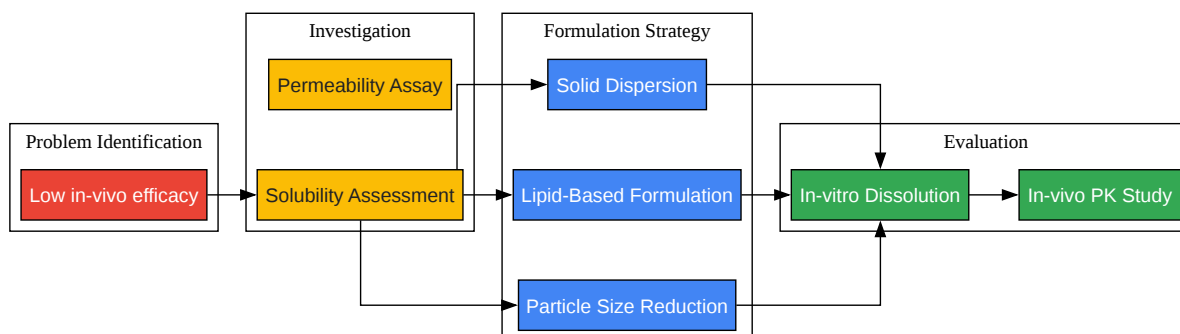 Problem Identification
Low in-vivo efficacy
Investigation
Permeability Assay
Solubility Assessment
Formulation Strategy
Solid Dispersion
Lipid-Based Formulation
Particle Size Reduction
Evaluation
In-vitro Dissolution
In-vivo PK Study